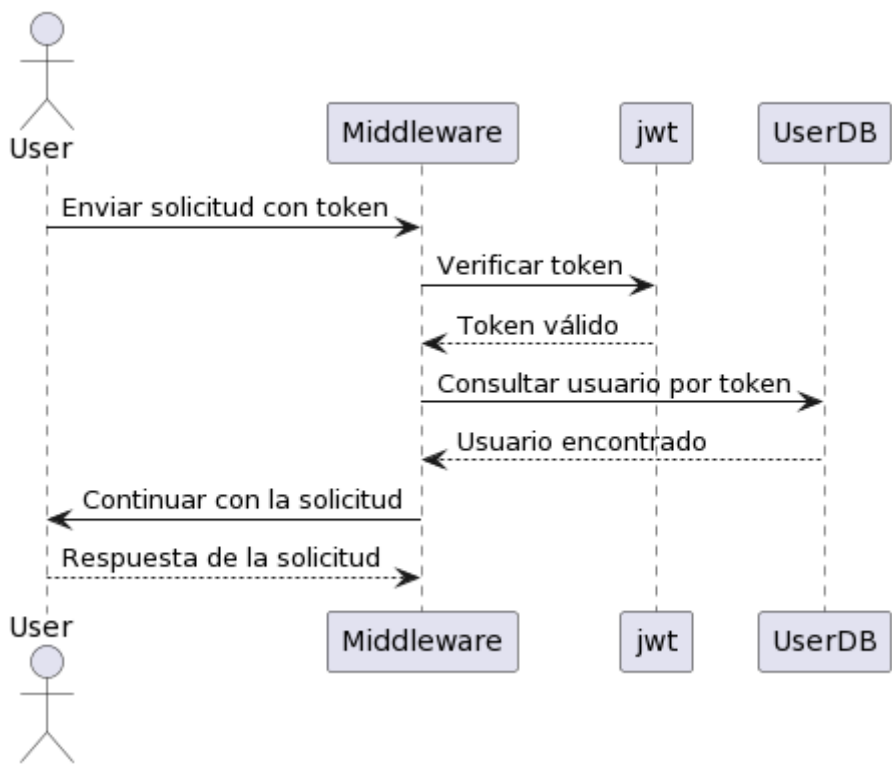 User
Middleware
jwt
UserDB
Enviar solicitud con token
Verificar token
Token válido
Consultar usuario por token
Usuario encontrado
Continuar con la solicitud
Respuesta de la solicitud
User
Middleware
jwt
UserDB